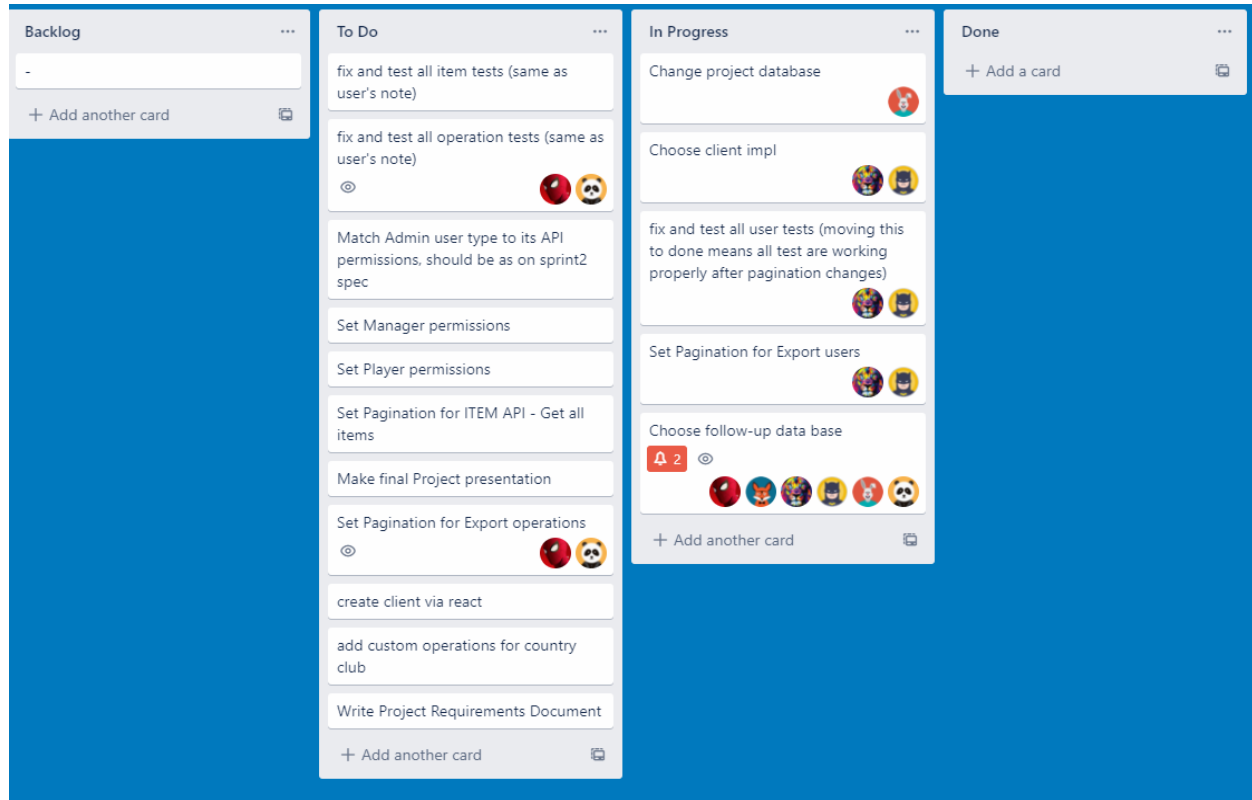 Backlog
-
+ Add another card
To Do
fix and test all item tests (same as
user's note)
fix and test all operation tests (same as
user's note)
Match Admin user type to its API
permissions, should be as on sprint2
spec
Set Manager permissions
Set Player permissions
Set Pagination for ITEM API - Get all
items
Make final Project presentation
Set Pagination for Export operations
create client via react
add custom operations for country
club
Write Project Requirements Document
+ Add another card
In Progress
Change project database
Choose client impl
fix and test all user tests (moving this
to done means all test are working
properly after pagination changes)
Set Pagination for Export users
Choose follow-up data base
2
+ Add another card
Done
+ Add a card